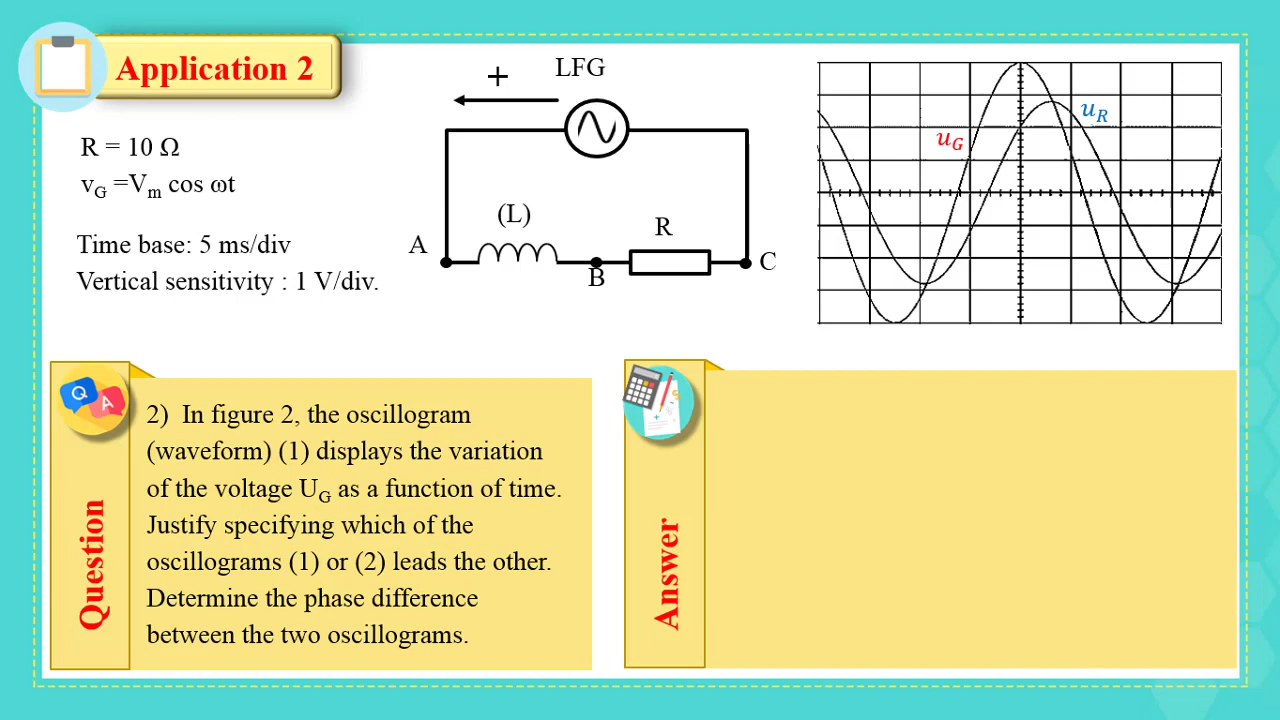 Application 2
R = 10 Ω
vG =Vm cos ωt
Time base: 5 ms/div
Vertical sensitivity : 1 V/div.
+
LFG
(L)
R
A
B
C
uG
uR
Q
A
Question
2) In figure 2, the oscillogram
(waveform) (1) displays the variation
of the voltage UG as a function of time.
Justify specifying which of the
oscillograms (1) or (2) leads the other.
Determine the phase difference
between the two oscillograms.
Answer